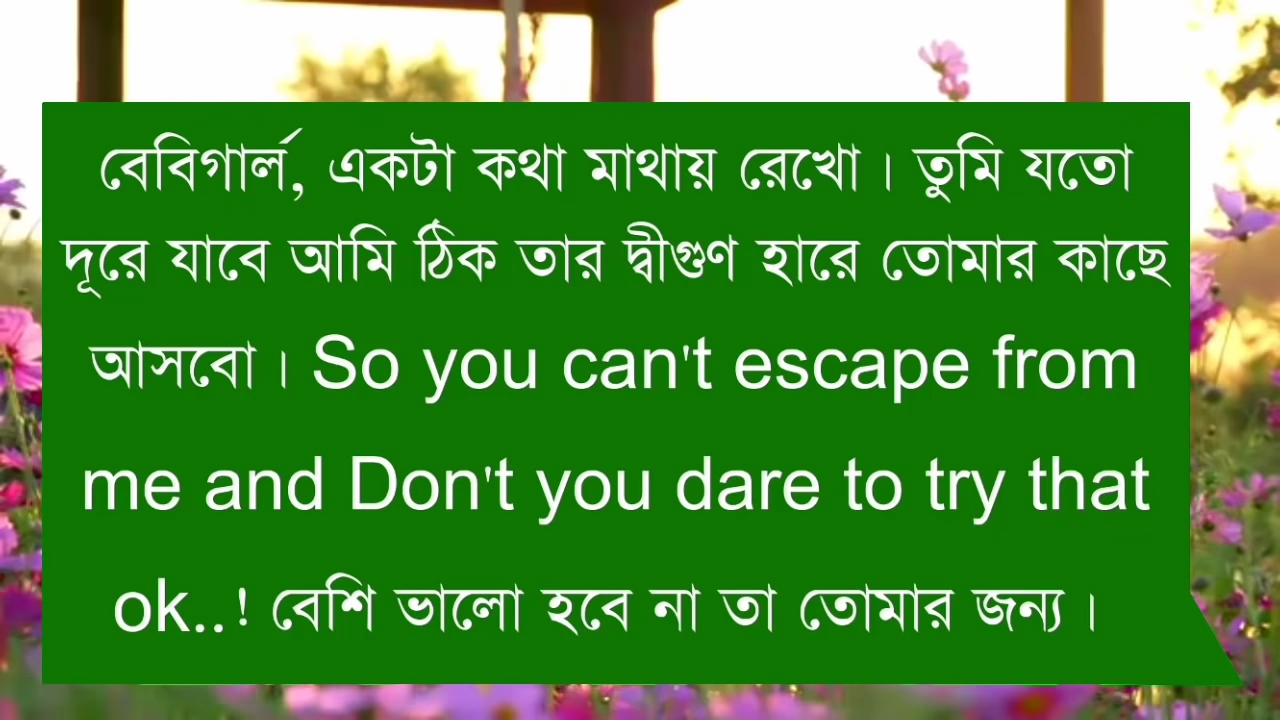 বেবিগার্ল, একটা কথা মাথায় রেখো। তুমি যতো
দূরে যাবে আমি ঠিক তার দ্বীগুণ হারে তোমার কাছে
আসবো। So you can't escape from
me and Don't you dare to try that
ok..! বেশি ভালো হবে না তা তোমার জন্য।